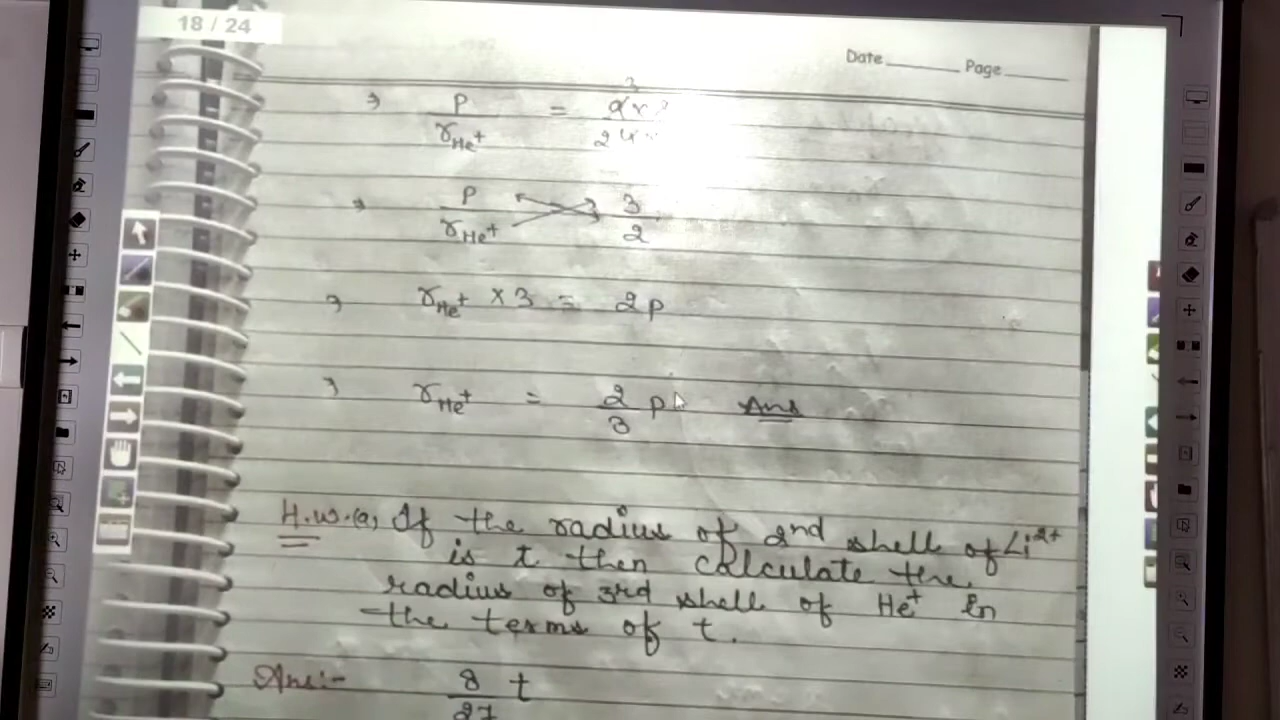 18 / 24
Date Page
⇒ P / r_He+ =
⇒ P / r_He+ 3 / 2
⇒ r_He+ × 3 = 2P
⇒ r_He+ = 2/3 P Ans
H.W.(a) If the radius of 2nd shell of Li2+
is t then calculate the
radius of 3rd shell of He+ in
the terms of t.
Ans:- 8/27 t